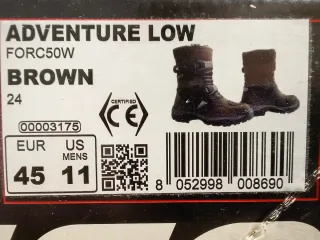 ADVENTURE LOW
FORC50W
BROWN
24
00003175
CERTIFIED
CE
EUR US
MENS
45 11
8 052998 008690